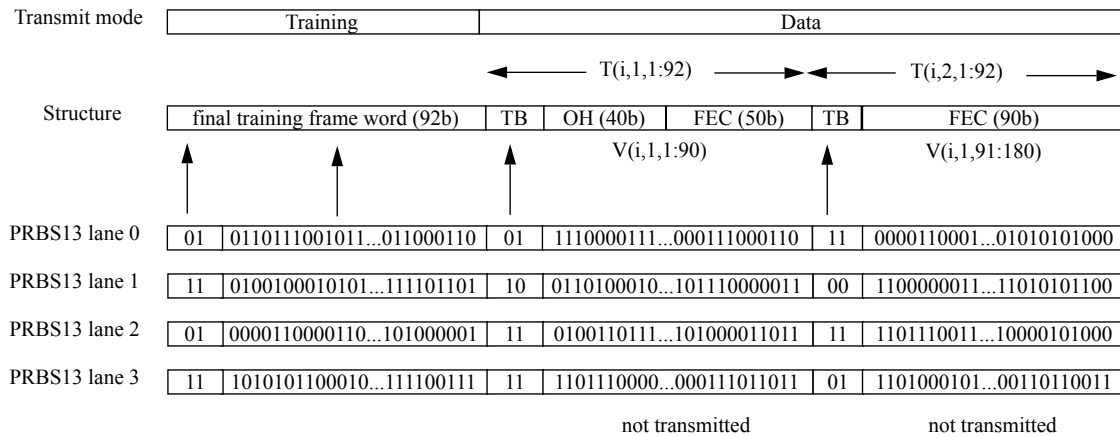 Transmit mode Training Data
T(i,1,1:92) T(i,2,1:92)
Structure final training frame word (92b) TB OH (40b) FEC (50b) TB FEC (90b)
V(i,1,1:90) V(i,1,91:180)
PRBS13 lane 0 01 0110111001011...011000110 01 1110000111...000111000110 11 0000110001...01010101000
PRBS13 lane 1 11 0100100010101...111101101 10 0110100010...101110000011 00 1100000011...11010101100
PRBS13 lane 2 01 0000110000110...101000001 11 0100110111...101000011011 11 1101110011...10000101000
PRBS13 lane 3 11 1010101100010...111100111 11 1101110000...000111011011 01 1101000101...00110110011
not transmitted not transmitted